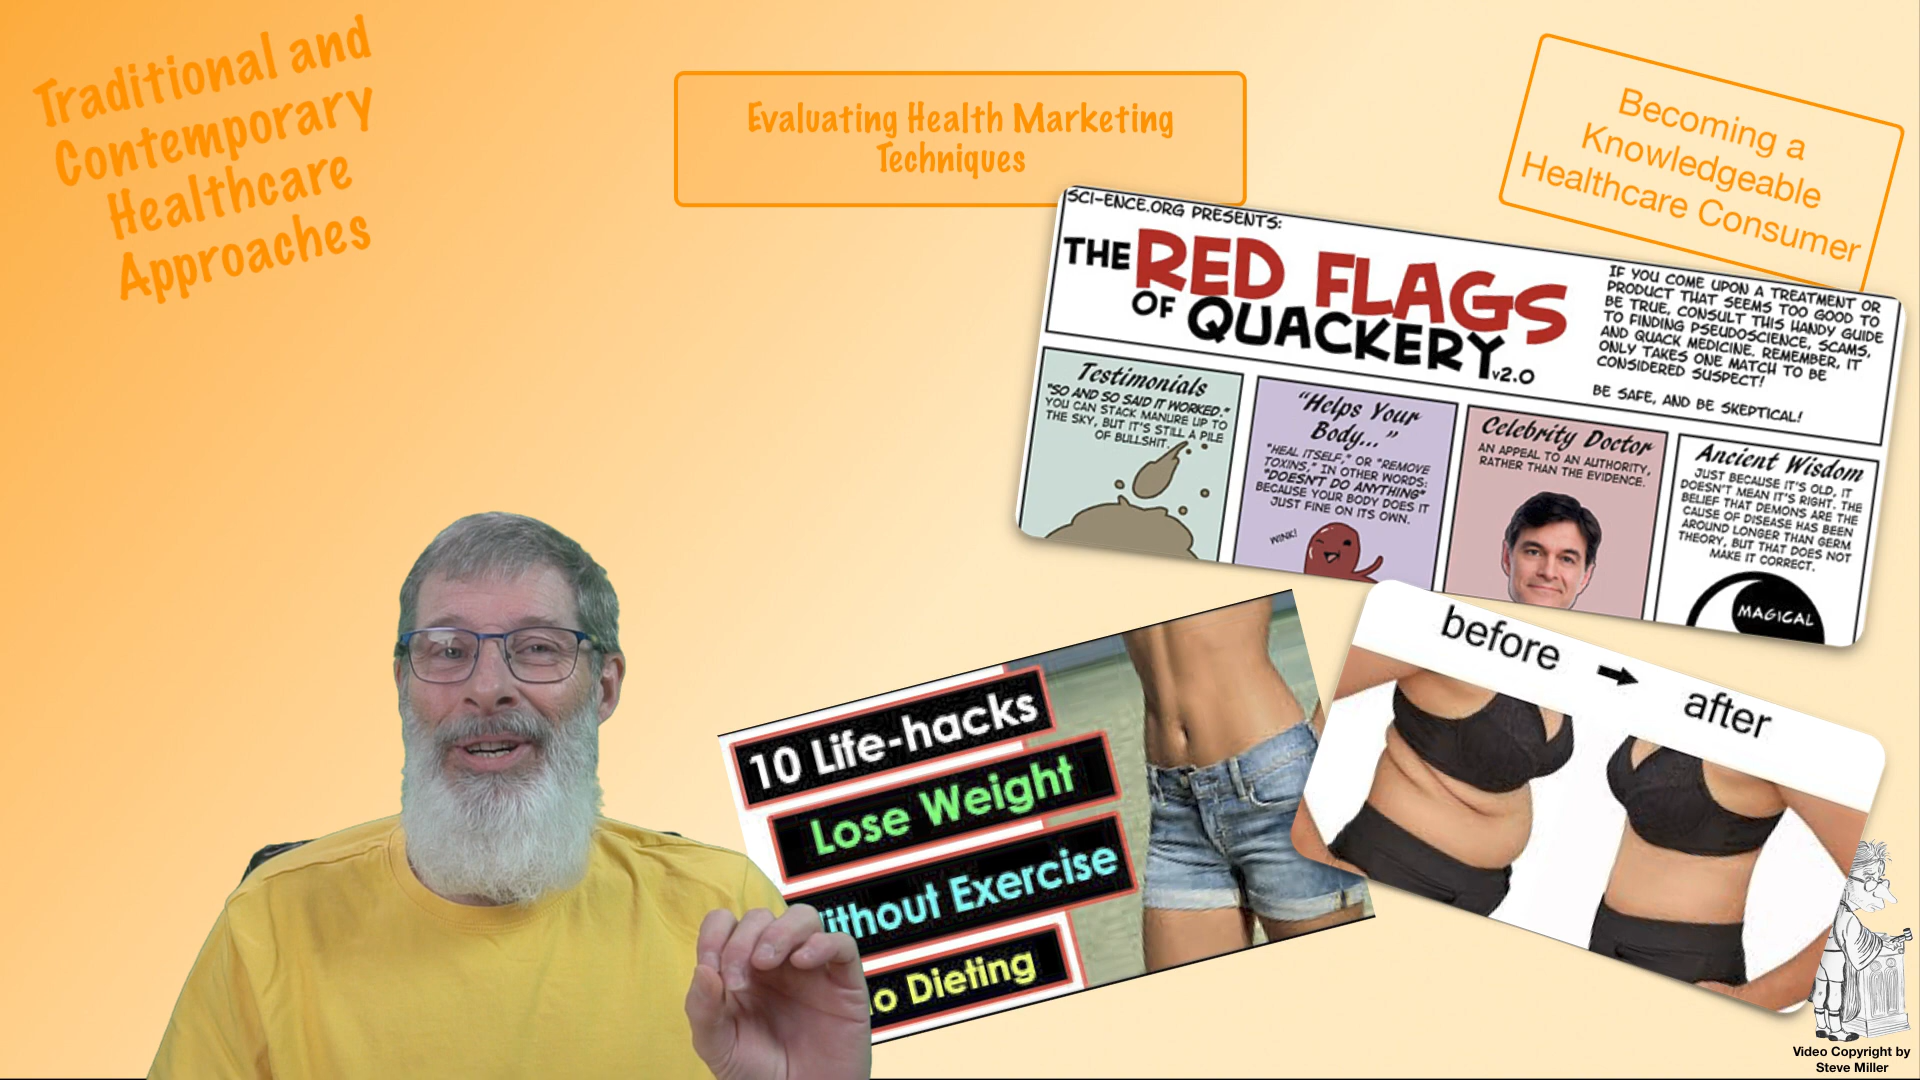 Traditional and
Contemporary
Healthcare
Approaches
Evaluating Health Marketing
Techniques
Becoming a
Knowledgeable
Healthcare Consumer
SCI-ENCE.ORG PRESENTS:
THE RED FLAGS
OF QUACKERY v2.0
IF YOU COME UPON A TREATMENT OR
PRODUCT THAT SEEMS TOO GOOD TO
BE TRUE, CONSULT THIS HANDY GUIDE
TO FINDING PSEUDOSCIENCE, SCAMS,
AND QUACK MEDICINE. REMEMBER, IT
ONLY TAKES ONE MATCH TO BE
CONSIDERED SUSPECT!
BE SAFE, AND BE SKEPTICAL!
Testimonials
"SO AND SO SAID IT WORKED."
YOU CAN STACK MANURE UP TO
THE SKY, BUT IT'S STILL A PILE
OF BULLSHIT.
"Helps Your
Body..."
"HEAL ITSELF," OR "REMOVE
TOXINS," IN OTHER WORDS:
"DOESN'T DO ANYTHING"
BECAUSE YOUR BODY DOES IT
JUST FINE ON ITS OWN.
WINK!
Celebrity Doctor
AN APPEAL TO AN AUTHORITY,
RATHER THAN THE EVIDENCE.
Ancient Wisdom
JUST BECAUSE IT'S OLD, IT
DOESN'T MEAN IT'S RIGHT. THE
BELIEF THAT DEMONS ARE THE
CAUSE OF DISEASE HAS BEEN
AROUND LONGER THAN GERM
THEORY, BUT THAT DOES NOT
MAKE IT CORRECT.
MAGICAL
10 Life-hacks
Lose Weight
ithout Exercise
o Dieting
before
after
Video Copyright by
Steve Miller